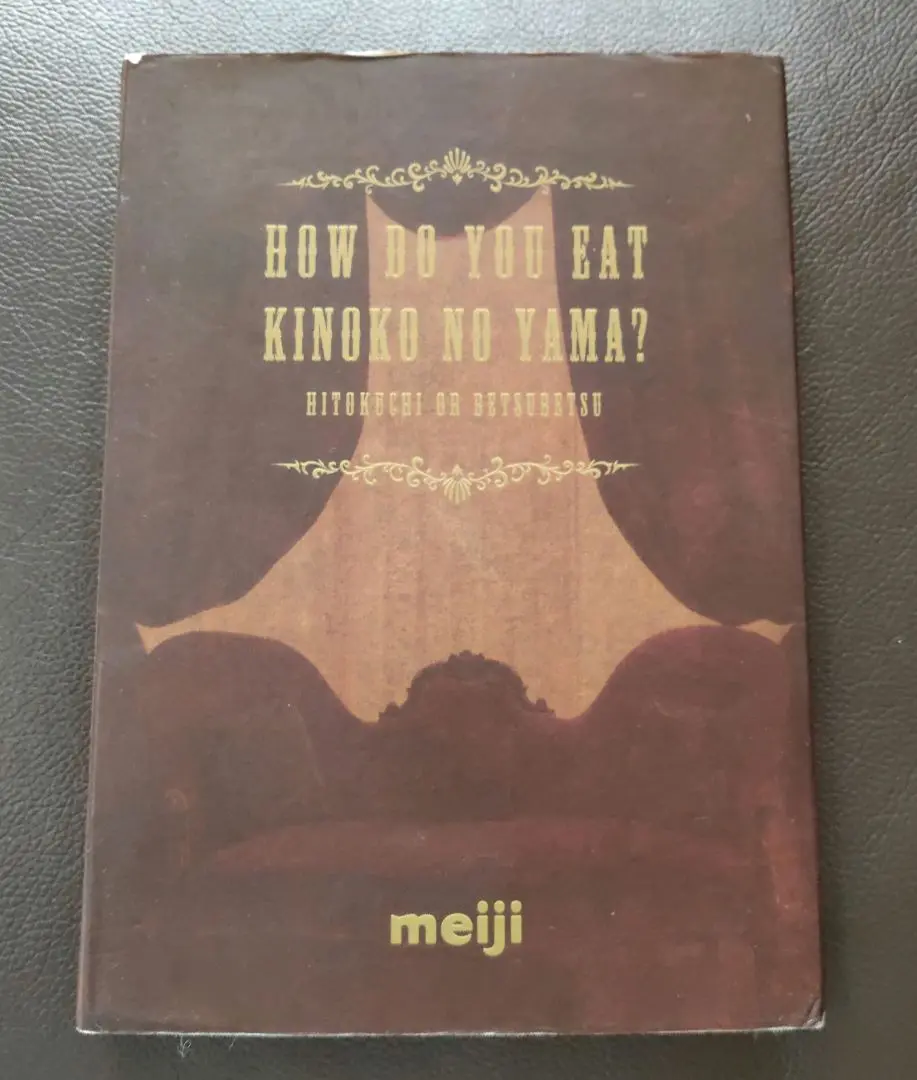 HOW DO YOU EAT
KINOKO NO YAMA?
HITOKUCHI OR BETSUBETSU
meiji